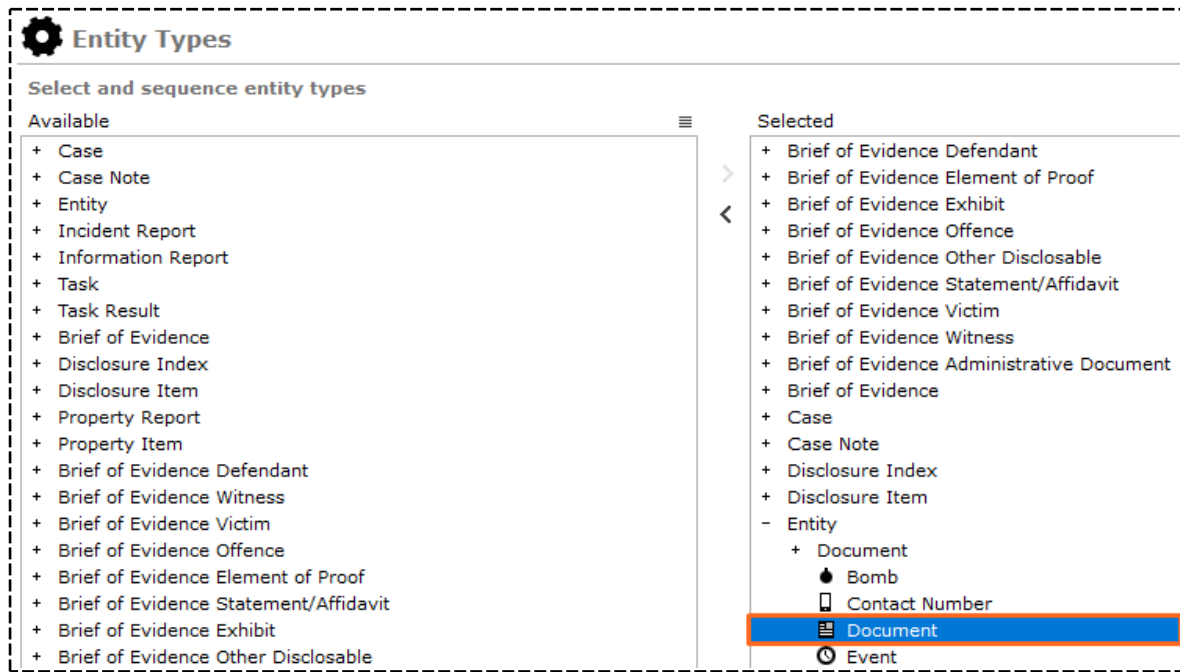 Entity Types
Select and sequence entity types
Available
+ Case
+ Case Note
+ Entity
+ Incident Report
+ Information Report
+ Task
+ Task Result
+ Brief of Evidence
+ Disclosure Index
+ Disclosure Item
+ Property Report
+ Property Item
+ Brief of Evidence Defendant
+ Brief of Evidence Witness
+ Brief of Evidence Victim
+ Brief of Evidence Offence
+ Brief of Evidence Element of Proof
+ Brief of Evidence Statement/Affidavit
+ Brief of Evidence Exhibit
+ Brief of Evidence Other Disclosable
Selected
+ Brief of Evidence Defendant
+ Brief of Evidence Element of Proof
+ Brief of Evidence Exhibit
+ Brief of Evidence Offence
+ Brief of Evidence Other Disclosable
+ Brief of Evidence Statement/Affidavit
+ Brief of Evidence Victim
+ Brief of Evidence Witness
+ Brief of Evidence Administrative Document
+ Brief of Evidence
+ Case
+ Case Note
+ Disclosure Index
+ Disclosure Item
- Entity
+ Document
Bomb
Contact Number
Document
Event